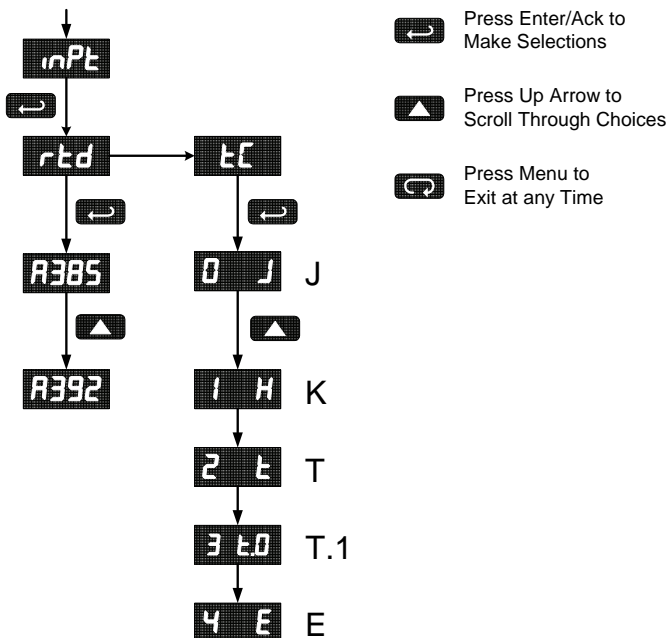 inPt
Press Enter/Ack to
Make Selections
Press Up Arrow to
Scroll Through Choices
Press Menu to
Exit at any Time
rtd
tC
A385
0 J
J
A392
1 H
K
2 t
T
3 t.0
T.1
4 E
E